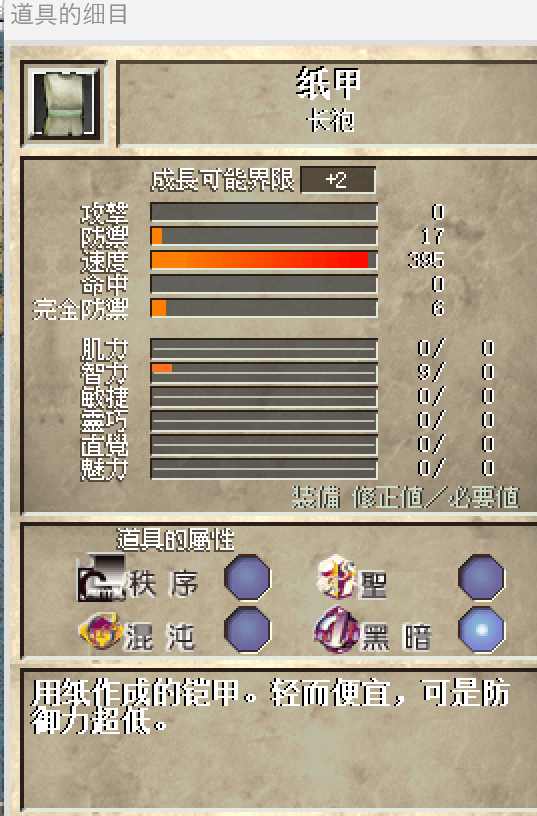 道具的细目
纸甲
长袍
成長可能界限 +2
攻撃 0
防禦 17
速度 395
命中 0
完全防禦 6
肌力 0/ 0
智力 9/ 0
敏捷 0/ 0
靈巧 0/ 0
直覺 0/ 0
魅力 0/ 0
装備 修正值／必要值
道具的屬性
秩序 聖
混沌 黑暗
用纸作成的铠甲。轻而便宜，可是防
御力超低。